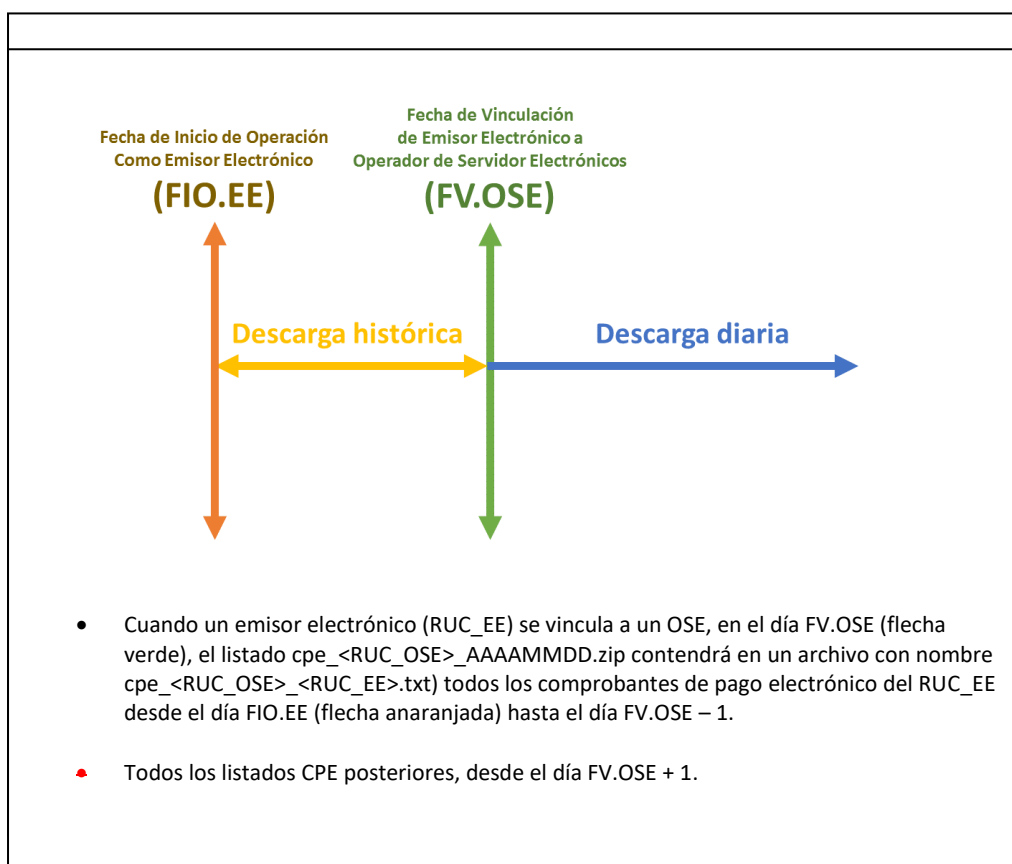 Fecha de Inicio de Operación
Como Emisor Electrónico
(FIO.EE)
Fecha de Vinculación
de Emisor Electrónico a
Operador de Servidor Electrónicos
(FV.OSE)
Descarga histórica
Descarga diaria
• Cuando un emisor electrónico (RUC_EE) se vincula a un OSE, en el día FV.OSE (flecha
verde), el listado cpe_<RUC_OSE>_AAAAMMDD.zip contendrá en un archivo con nombre
cpe_<RUC_OSE>_<RUC_EE>.txt) todos los comprobantes de pago electrónico del RUC_EE
desde el día FIO.EE (flecha anaranjada) hasta el día FV.OSE – 1.
• Todos los listados CPE posteriores, desde el día FV.OSE + 1.